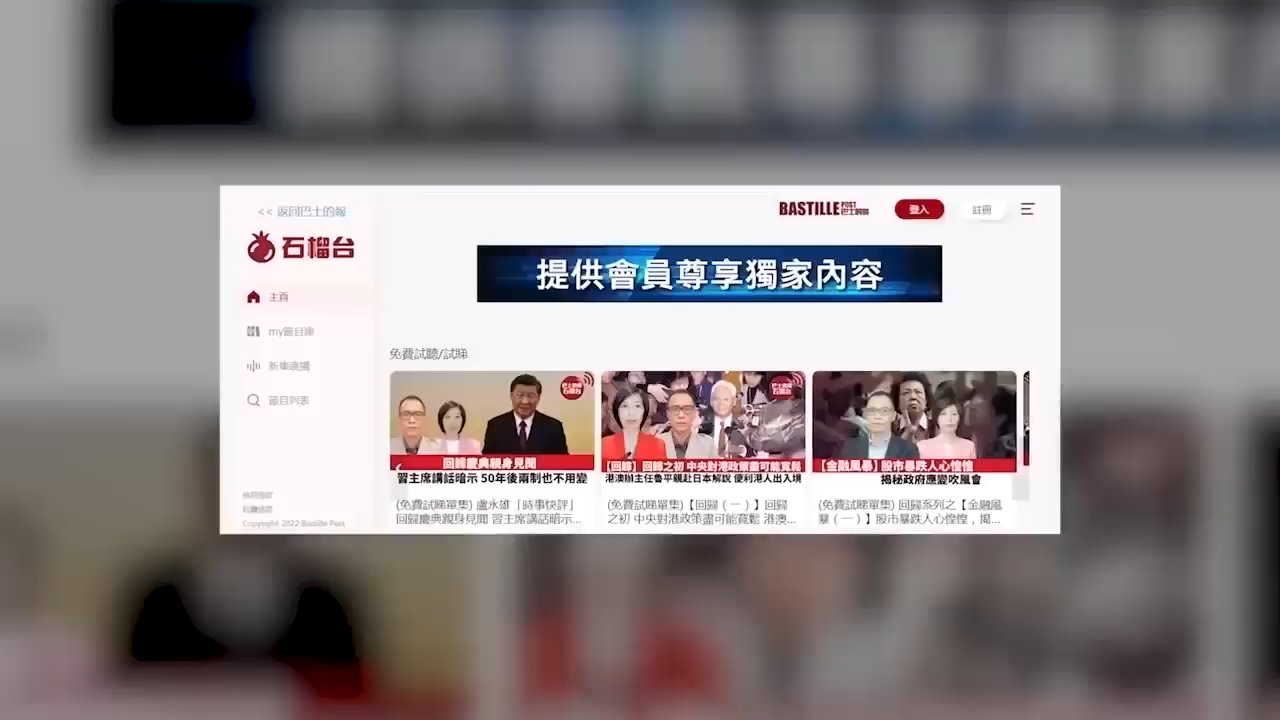 << 返回巴士的報
石榴台
主頁
my節目庫
新集連播
節目列表
Copyright 2022 Bastille Post
BASTILLE POST 巴士的報
登入
註冊
提供會員尊享獨家內容
免費試聽/試睇
回歸慶典親身見聞
習主席講話暗示 50年後兩制也不用變
(免費試睇單集) 盧永雄「時事快評」
回歸慶典親身見聞 習主席講話暗示...
巴士的報
石榴台
【回歸】回歸之初 中央對港政策盡可能寬鬆
港澳辦主任魯平親赴日本解說 便利港人出入境
(免費試睇單集)【回歸（一）】回歸
之初 中央對港政策盡可能寬鬆 港澳...
【金融風暴】股市暴跌人心惶惶
揭秘政府應變吹風會
(免費試睇單集) 回歸系列之【金融風
暴（一）】股市暴跌人心惶惶，揭...